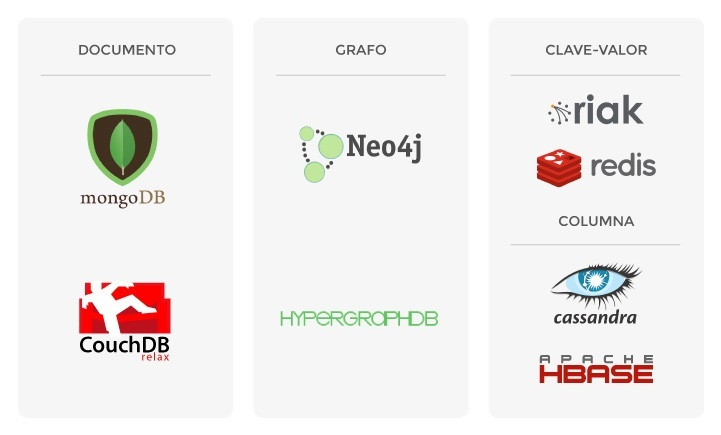 DOCUMENTO
mongoDB
CouchDB
relax
GRAFO
Neo4j
HYPERGRAPHDB
CLAVE-VALOR
riak
redis
COLUMNA
cassandra
APACHE
HBASE